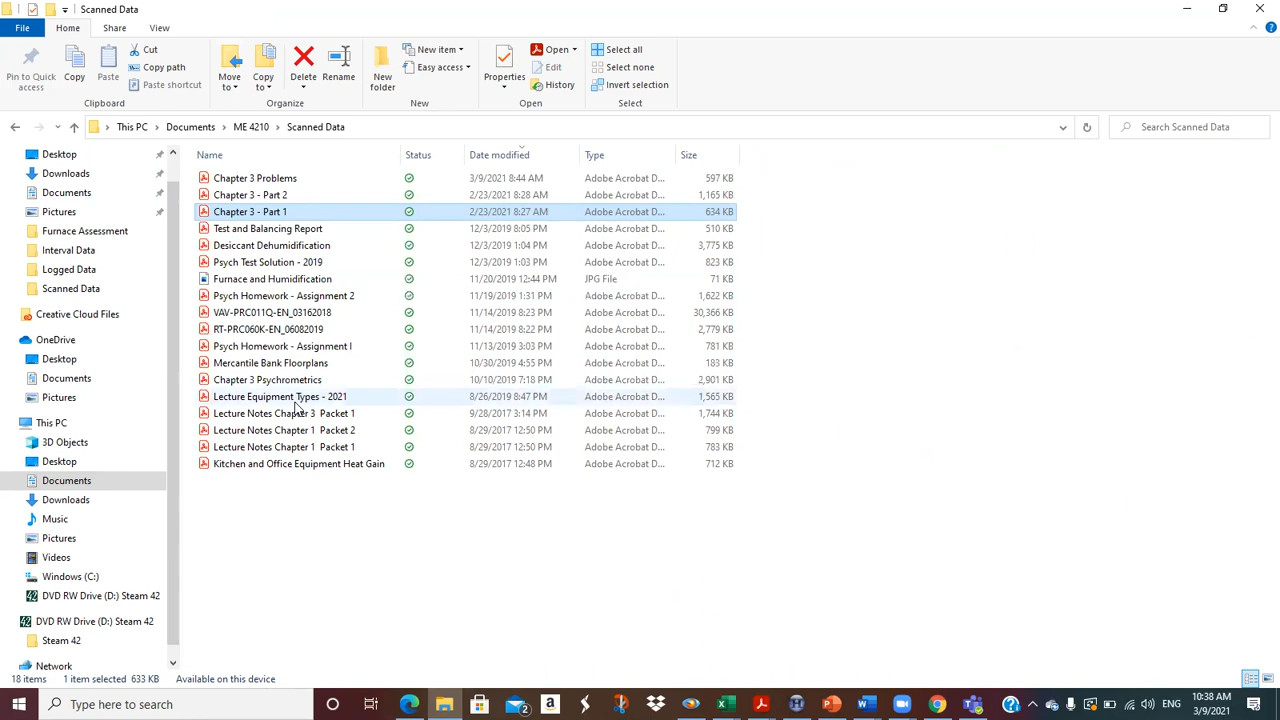 Scanned Data
File Home Share View
Pin to Quick access
Copy
Paste
Cut
Copy path
Paste shortcut
Clipboard
Move to
Copy to
Delete
Rename
Organize
New folder
New item
Easy access
New
Properties
Open
Edit
History
Open
Select all
Select none
Invert selection
Select
This PC > Documents > ME 4210 > Scanned Data
Search Scanned Data
Name Status Date modified Type Size
Chapter 3 Problems 3/9/2021 8:44 AM Adobe Acrobat D... 597 KB
Chapter 3 - Part 2 2/23/2021 8:28 AM Adobe Acrobat D... 1,165 KB
Chapter 3 - Part 1 2/23/2021 8:27 AM Adobe Acrobat D... 634 KB
Test and Balancing Report 12/3/2019 8:05 PM Adobe Acrobat D... 510 KB
Desiccant Dehumidification 12/3/2019 1:04 PM Adobe Acrobat D... 3,775 KB
Psych Test Solution - 2019 12/3/2019 1:03 PM Adobe Acrobat D... 823 KB
Furnace and Humidification 11/20/2019 12:44 PM JPG File 71 KB
Psych Homework - Assignment 2 11/19/2019 1:31 PM Adobe Acrobat D... 1,622 KB
VAV-PRC011Q-EN_03162018 11/14/2019 8:23 PM Adobe Acrobat D... 30,366 KB
RT-PRC060K-EN_06082019 11/14/2019 8:22 PM Adobe Acrobat D... 2,779 KB
Psych Homework - Assignment I 11/13/2019 3:03 PM Adobe Acrobat D... 781 KB
Mercantile Bank Floorplans 10/30/2019 4:55 PM Adobe Acrobat D... 183 KB
Chapter 3 Psychrometrics 10/10/2019 7:18 PM Adobe Acrobat D... 2,901 KB
Lecture Equipment Types - 2021 8/26/2019 8:47 PM Adobe Acrobat D... 1,565 KB
Lecture Notes Chapter 3 Packet 1 9/28/2017 3:14 PM Adobe Acrobat D... 1,744 KB
Lecture Notes Chapter 1 Packet 2 8/29/2017 12:50 PM Adobe Acrobat D... 799 KB
Lecture Notes Chapter 1 Packet 1 8/29/2017 12:50 PM Adobe Acrobat D... 783 KB
Kitchen and Office Equipment Heat Gain 8/29/2017 12:48 PM Adobe Acrobat D... 712 KB
Desktop
Downloads
Documents
Pictures
Furnace Assessment
Interval Data
Logged Data
Scanned Data
Creative Cloud Files
OneDrive
Desktop
Documents
Pictures
This PC
3D Objects
Desktop
Documents
Downloads
Music
Pictures
Videos
Windows (C:)
DVD RW Drive (D:) Steam 42
DVD RW Drive (D:) Steam 42
Steam 42
Network
18 items 1 item selected 633 KB Available on this device
Type here to search
10:38 AM
3/9/2021